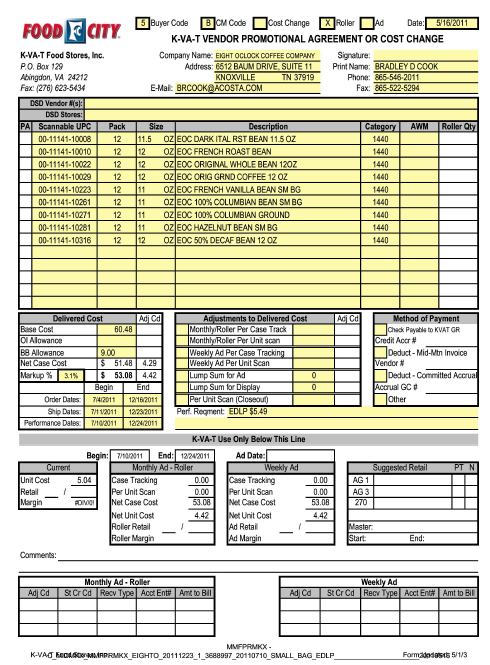 FOOD CITY 5 Buyer Code B CM Code Cost Change X Roller Ad Date: 5/16/2011
K-VA-T VENDOR PROMOTIONAL AGREEMENT OR COST CHANGE
K-VA-T Food Stores, Inc. Company Name: EIGHT OCLOCK COFFEE COMPANY Signature:
P.O. Box 129 Address: 6512 BAUM DRIVE, SUITE 11 Print Name: BRADLEY D COOK
Abingdon, VA 24212 KNOXVILLE TN 37919 Phone: 865-546-2011
Fax: (276) 623-5434 E-Mail: BRCOOK@ACOSTA.COM Fax: 865-522-5294
DSD Vendor #(s):
DSD Stores:
PA Scannable UPC Pack Size Description Category AWM Roller Qty
00-11141-10008 12 11.5 OZ EOC DARK ITAL RST BEAN 11.5 OZ 1440
00-11141-10010 12 12 OZ EOC FRENCH ROAST BEAN 1440
00-11141-10022 12 12 OZ EOC ORIGINAL WHOLE BEAN 12OZ 1440
00-11141-10029 12 12 OZ EOC ORIG GRND COFFEE 12 OZ 1440
00-11141-10223 12 11 OZ EOC FRENCH VANILLA BEAN SM BG 1440
00-11141-10261 12 11 OZ EOC 100% COLUMBIAN BEAN SM BAG 1440
00-11141-10271 12 11 OZ EOC 100% COLUMBIAN GROUND 1440
00-11141-10281 12 11 OZ EOC HAZELNUT BEAN SM BG 1440
00-11141-10316 12 12 OZ EOC 50% DECAF BEAN 12 OZ 1440
Delivered Cost Adj Cd Adjustments to Delivered Cost Adj Cd Method of Payment
Base Cost 60.48 Monthly/Roller Per Case Track Check Payable to KVAT GR
OI Allowance Monthly/Roller Per Unit scan Credit Accr #
BB Allowance 9.00 Weekly Ad Per Case Tracking Deduct - Mid-Mtn Invoice
Net Case Cost $ 51.48 4.29 Weekly Ad Per Unit Scan Vendor #
Markup % 3.1% $ 53.08 4.42 Lump Sum for Ad 0 Deduct - Committed Accrual
Begin End Lump Sum for Display 0 Accrual GC #
Order Dates: 7/4/2011 12/16/2011 Per Unit Scan (Closeout) Other
Ship Dates: 7/11/2011 12/23/2011 Perf. Reqment: EDLP $5.49
Performance Dates: 7/10/2011 12/24/2011
K-VA-T Use Only Below This Line
Begin: 7/10/2011 End: 12/24/2011 Ad Date:
Current Monthly Ad - Roller Weekly Ad Suggested Retail PT N
Unit Cost 5.04 Case Tracking 0.00 Case Tracking 0.00 AG 1
Retail / Per Unit Scan 0.00 Per Unit Scan 0.00 AG 3
Margin #DIV/0! Net Case Cost 53.08 Net Case Cost 53.08 270
Net Unit Cost 4.42 Net Unit Cost 4.42
Roller Retail / Ad Retail / Master:
Roller Margin Ad Margin Start: End:
Comments:
Monthly Ad - Roller Weekly Ad
Adj Cd St Cr Cd Recv Type Acct Ent# Amt to Bill Adj Cd St Cr Cd Recv Type Acct Ent# Amt to Bill
MMFPRMKX -
MMFPRMKX_EIGHTO_20111223_1_3688997_20110710_SMALL_BAG_EDLP